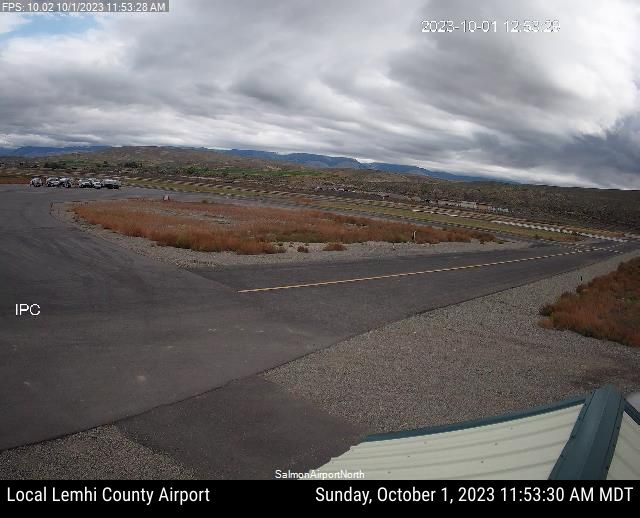 FPS: 10.02 10/1/2023 11:53:28 AM
2023-10-01 12:53:29
IPC
SalmonAirportNorth
Local Lemhi County Airport
Sunday, October 1, 2023 11:53:30 AM MDT